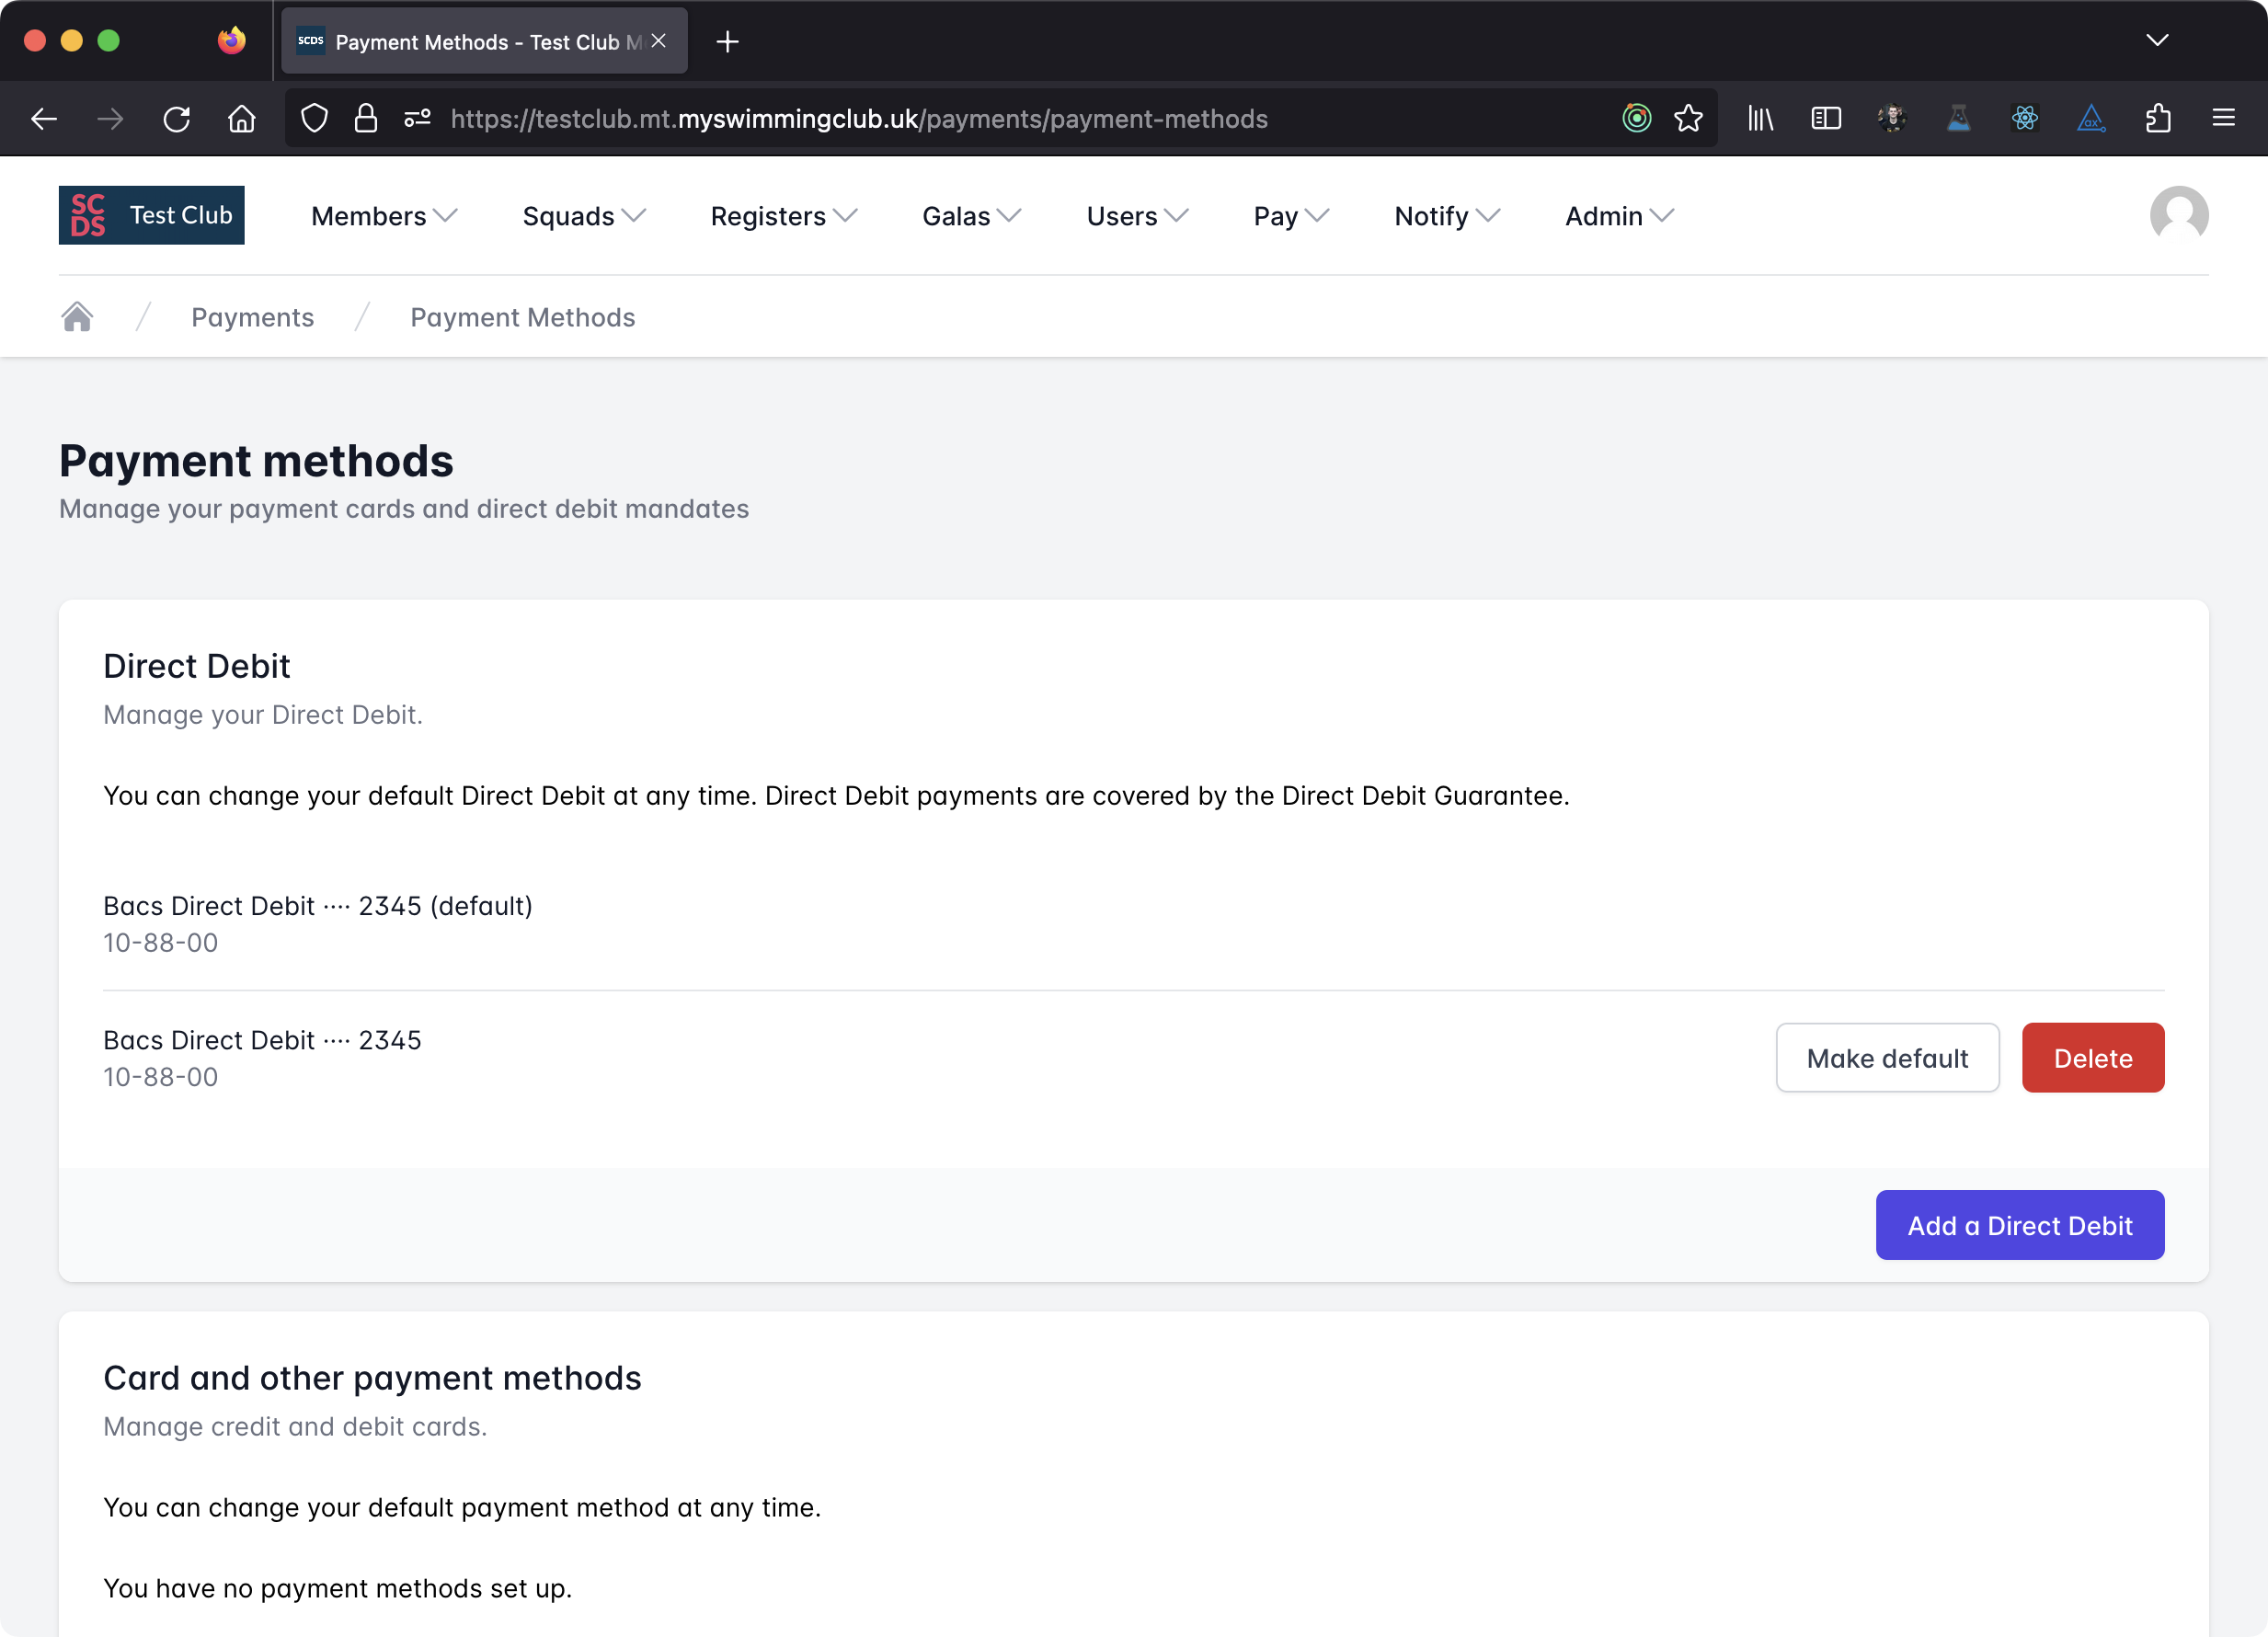 SCDS Payment Methods - Test Club M
https://testclub.mt.myswimmingclub.uk/payments/payment-methods
SC
DS
Test Club
Members Squads Registers Galas Users Pay Notify Admin
Payments / Payment Methods
Payment methods
Manage your payment cards and direct debit mandates
Direct Debit
Manage your Direct Debit.
You can change your default Direct Debit at any time. Direct Debit payments are covered by the Direct Debit Guarantee.
Bacs Direct Debit ···· 2345 (default)
10-88-00
Bacs Direct Debit ···· 2345
10-88-00
Make default Delete
Add a Direct Debit
Card and other payment methods
Manage credit and debit cards.
You can change your default payment method at any time.
You have no payment methods set up.